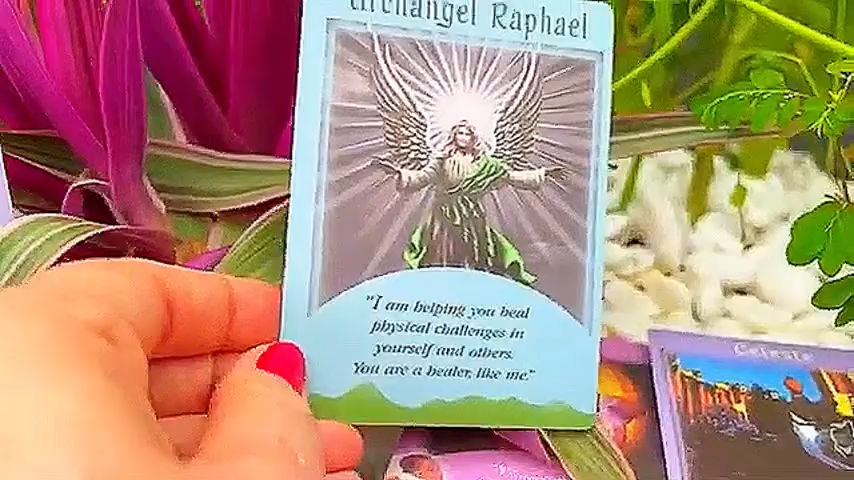 Archangel Raphael
"I am helping you heal
physical challenges in
yourself and others.
You are a healer, like me."
Celeste